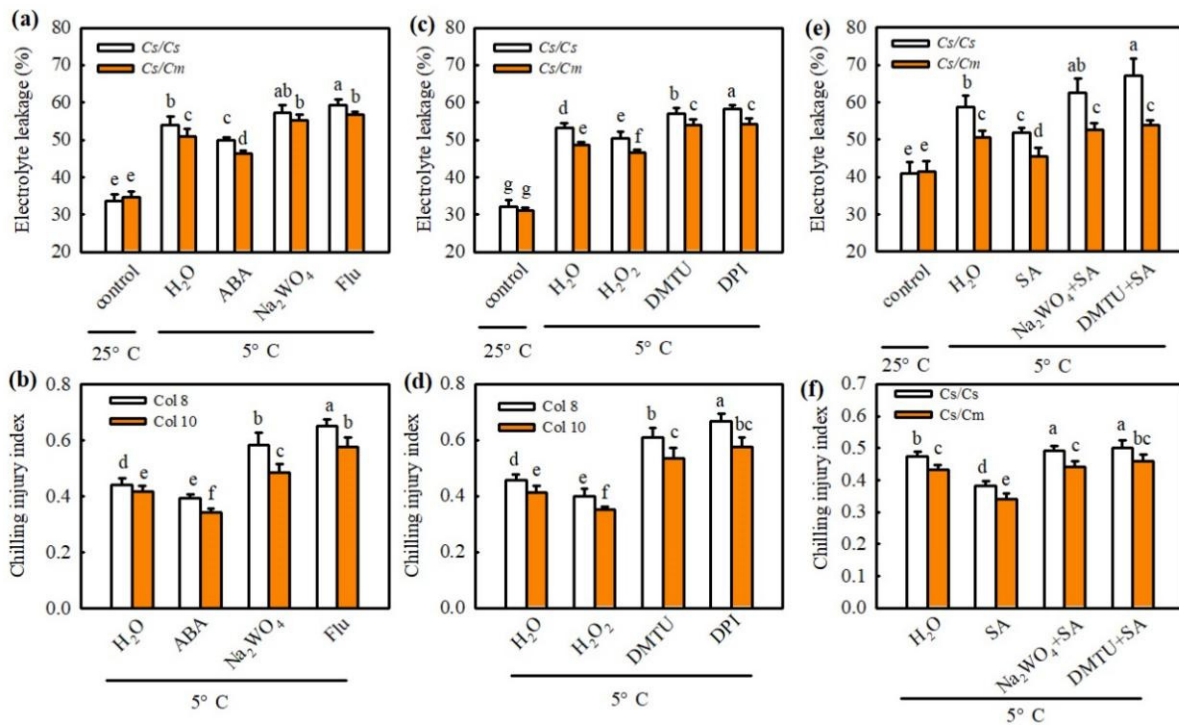 (a)
Electrolyte leakage (%)
80
70
60
50
40
30
20
Cs/Cs
Cs/Cm
e e b c c d ab b a b
control H₂O ABA Na₂WO₄ Flu
25° C 5° C
(c)
Electrolyte leakage (%)
80
70
60
50
40
30
20
Cs/Cs
Cs/Cm
g g d e e f b c a c
control H₂O H₂O₂ DMTU DPI
25° C 5° C
(e)
Electrolyte leakage (%)
80
70
60
50
40
30
20
Cs/Cs
Cs/Cm
e e b c c d ab c a c
control H₂O SA Na₂WO₄+SA DMTU+SA
25° C 5° C
(b)
Chilling injury index
0.8
0.6
0.4
0.2
0.0
Col 8
Col 10
d e e f b c a b
H₂O ABA Na₂WO₄ Flu
5° C
(d)
Chilling injury index
0.8
0.6
0.4
0.2
0.0
Col 8
Col 10
d e e f b c a bc
H₂O H₂O₂ DMTU DPI
5° C
(f)
Chilling injury index
0.7
0.6
0.5
0.4
0.3
0.2
0.1
0.0
Cs/Cs
Cs/Cm
b c d e a c a bc
H₂O SA Na₂WO₄+SA DMTU+SA
5° C